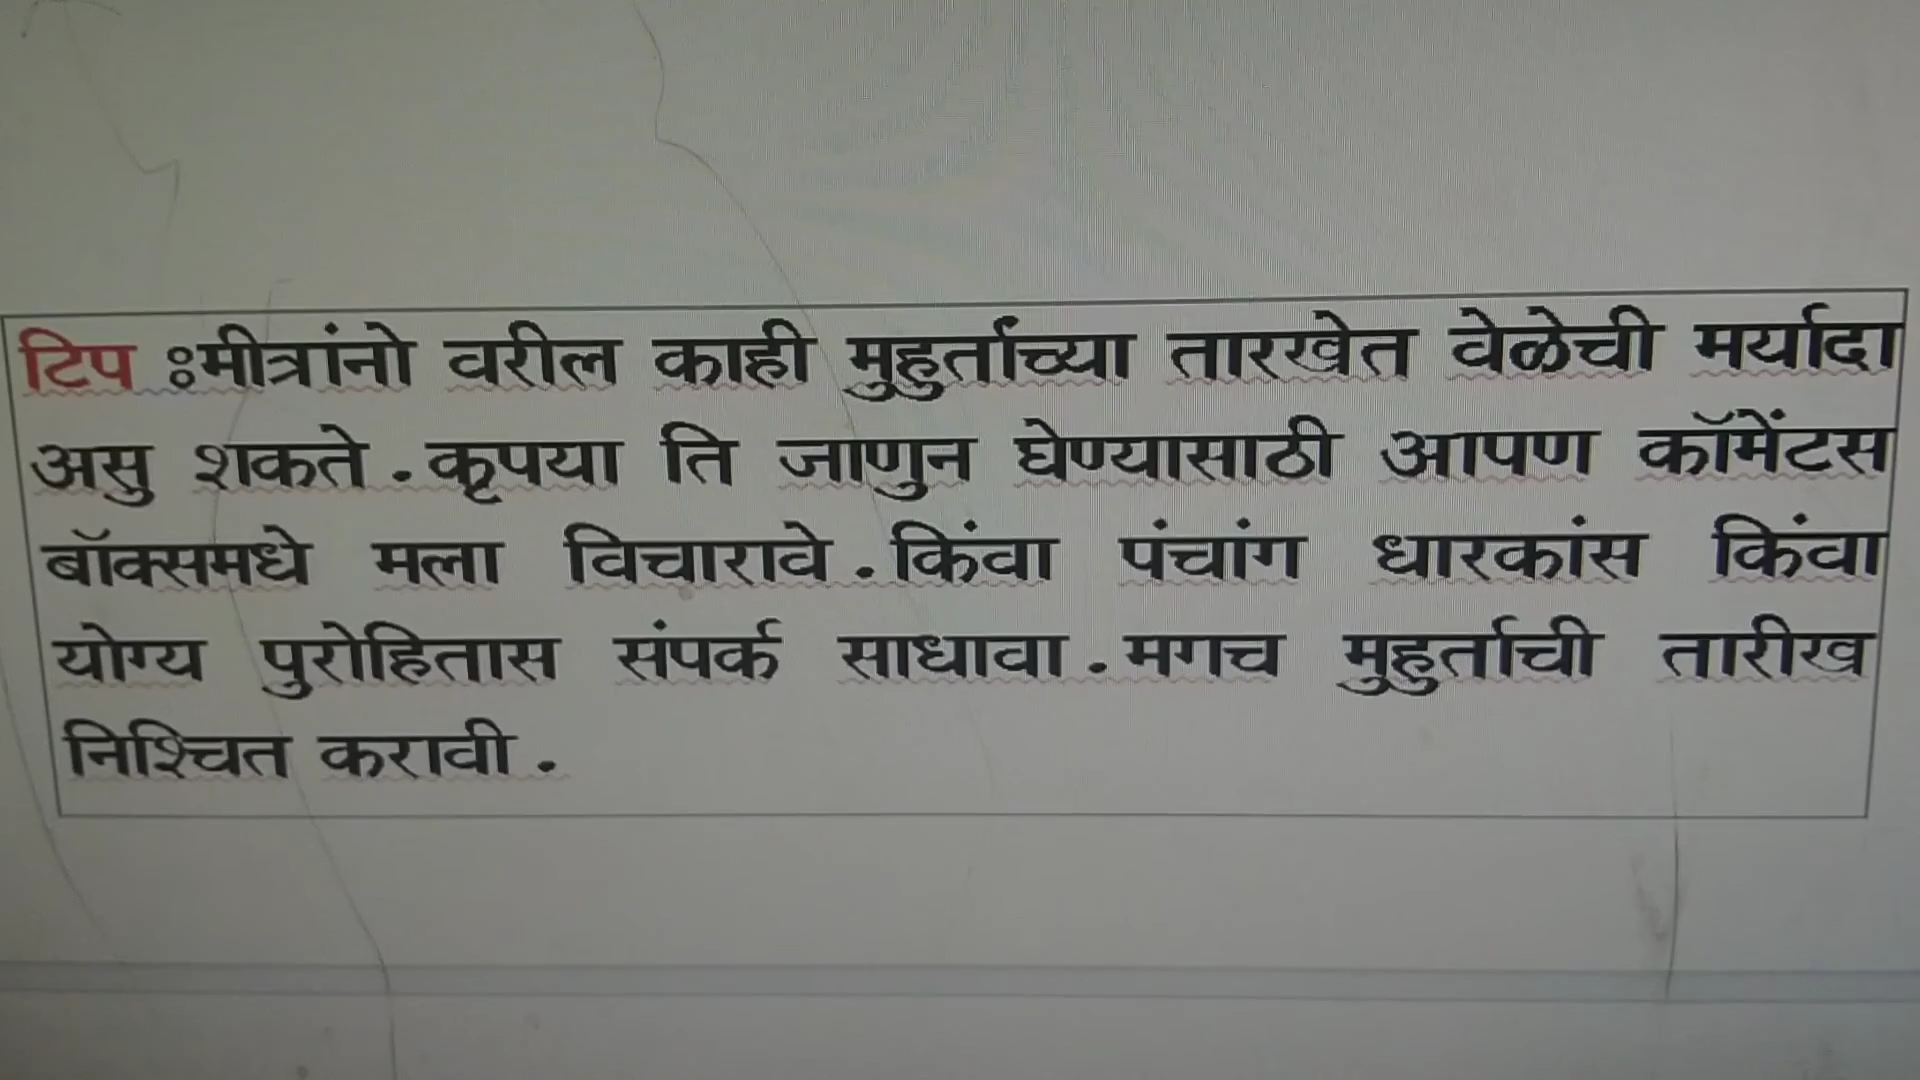 टिप ः मीत्रांनो वरील काही मुहुर्ताच्या तारखेत वेळेची मर्यादा
असु शकते . कृपया ति जाणुन घेण्यासाठी आपण कॉमेंटस
बॉक्समधे मला विचारावे . किंवा पंचांग धारकांस किंवा
योग्य पुरोहितास संपर्क साधावा . मगच मुहुर्ताची तारीख
निश्चित करावी .